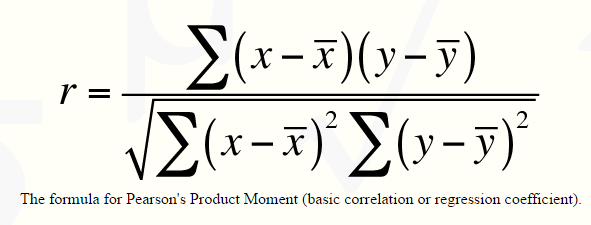 r = ∑(x − x̅)(y − y̅) / √∑(x − x̅)² ∑(y − y̅)²
The formula for Pearson's Product Moment (basic correlation or regression coefficient).